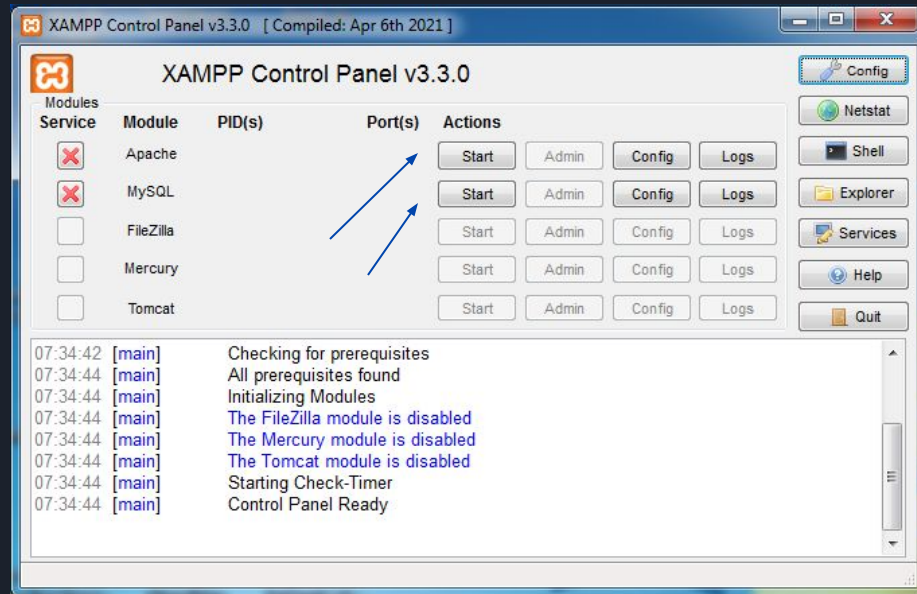 XAMPP Control Panel v3.3.0 [ Compiled: Apr 6th 2021 ]
XAMPP Control Panel v3.3.0
Config
Modules
Service Module PID(s) Port(s) Actions
Netstat
Apache Start Admin Config Logs
Shell
MySQL Start Admin Config Logs
Explorer
FileZilla Start Admin Config Logs
Services
Mercury Start Admin Config Logs
Help
Tomcat Start Admin Config Logs
Quit
07:34:42 [main] Checking for prerequisites
07:34:44 [main] All prerequisites found
07:34:44 [main] Initializing Modules
07:34:44 [main] The FileZilla module is disabled
07:34:44 [main] The Mercury module is disabled
07:34:44 [main] The Tomcat module is disabled
07:34:44 [main] Starting Check-Timer
07:34:44 [main] Control Panel Ready